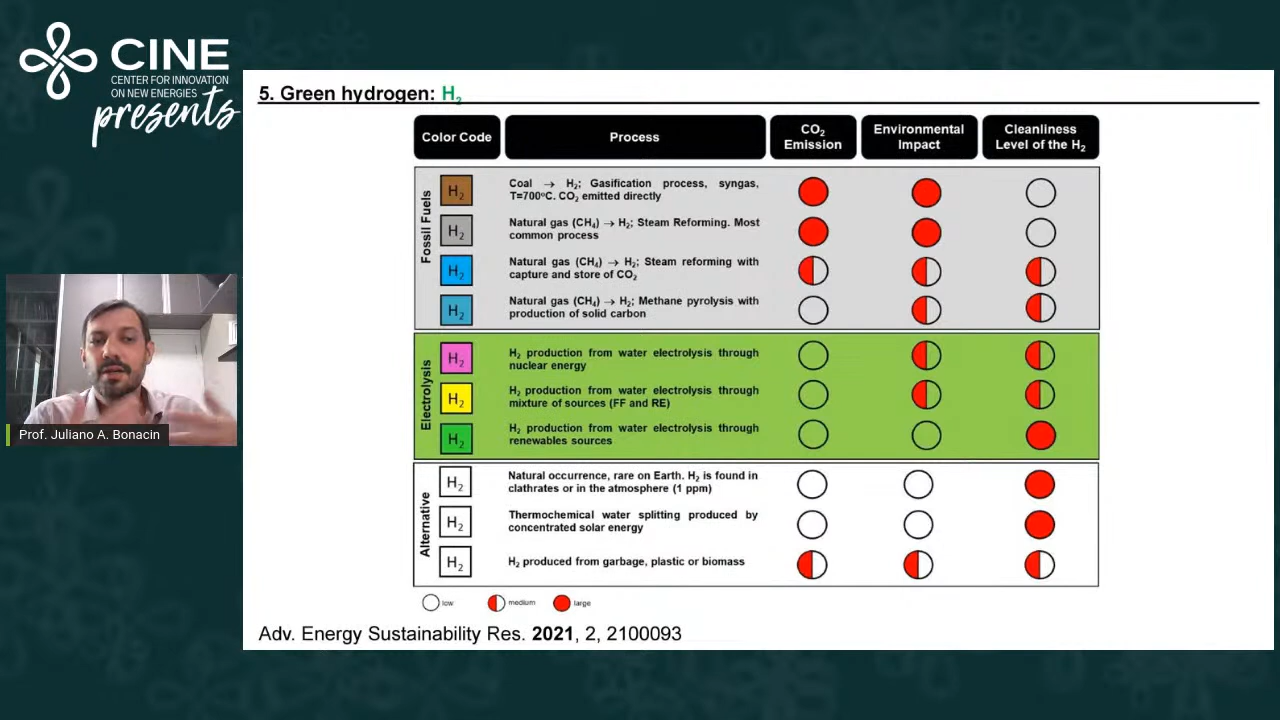 CINE
CENTER FOR INNOVATION
ON NEW ENERGIES
presents
5. Green hydrogen: H₂
Color Code
Process
CO₂
Emission
Environmental
Impact
Cleanliness
Level of the H₂
Fossil Fuels
H₂
Coal → H₂; Gasification process, syngas,
T=700ºC. CO₂ emitted directly
H₂
Natural gas (CH₄) → H₂; Steam Reforming. Most
common process
H₂
Natural gas (CH₄) → H₂; Steam reforming with
capture and store of CO₂
H₂
Natural gas (CH₄) → H₂; Methane pyrolysis with
production of solid carbon
Electrolysis
H₂
H₂ production from water electrolysis through
nuclear energy
H₂
H₂ production from water electrolysis through
mixture of sources (FF and RE)
H₂
H₂ production from water electrolysis through
renewables sources
Alternative
H₂
Natural occurrence, rare on Earth. H₂ is found in
clathrates or in the atmosphere (1 ppm)
H₂
Thermochemical water splitting produced by
concentrated solar energy
H₂
H₂ produced from garbage, plastic or biomass
low
medium
large
Adv. Energy Sustainability Res. 2021, 2, 2100093
Prof. Juliano A. Bonacin